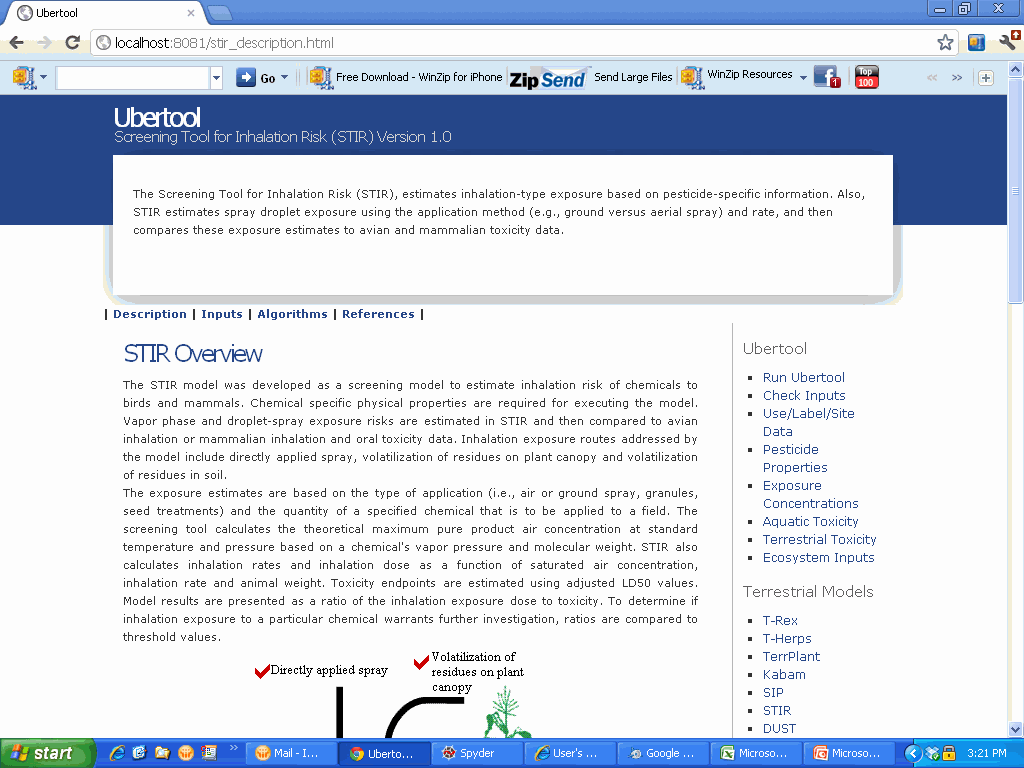 Ubertool
localhost:8081/stir_description.html
Go
Free Download - WinZip for iPhone
ZipSend
Send Large Files
WinZip Resources
1
Top
100
Ubertool
Screening Tool for Inhalation Risk (STIR) Version 1.0
The Screening Tool for Inhalation Risk (STIR), estimates inhalation-type exposure based on pesticide-specific information. Also,
STIR estimates spray droplet exposure using the application method (e.g., ground versus aerial spray) and rate, and then
compares these exposure estimates to avian and mammalian toxicity data.
| Description | Inputs | Algorithms | References |
STIR Overview
The STIR model was developed as a screening model to estimate inhalation risk of chemicals to
birds and mammals. Chemical specific physical properties are required for executing the model.
Vapor phase and droplet-spray exposure risks are estimated in STIR and then compared to avian
inhalation or mammalian inhalation and oral toxicity data. Inhalation exposure routes addressed by
the model include directly applied spray, volatilization of residues on plant canopy and volatilization
of residues in soil.
The exposure estimates are based on the type of application (i.e., air or ground spray, granules,
seed treatments) and the quantity of a specified chemical that is to be applied to a field. The
screening tool calculates the theoretical maximum pure product air concentration at standard
temperature and pressure based on a chemical's vapor pressure and molecular weight. STIR also
calculates inhalation rates and inhalation dose as a function of saturated air concentration,
inhalation rate and animal weight. Toxicity endpoints are estimated using adjusted LD50 values.
Model results are presented as a ratio of the inhalation exposure dose to toxicity. To determine if
inhalation exposure to a particular chemical warrants further investigation, ratios are compared to
threshold values.
Directly applied spray
Volatilization of
residues on plant
canopy
Ubertool
Run Ubertool
Check Inputs
Use/Label/Site
Data
Pesticide
Properties
Exposure
Concentrations
Aquatic Toxicity
Terrestrial Toxicity
Ecosystem Inputs
Terrestrial Models
T-Rex
T-Herps
TerrPlant
Kabam
SIP
STIR
DUST
start
Mail - I...
Uberto...
Spyder
User's ...
Google ...
Microso...
Microso...
3:21 PM